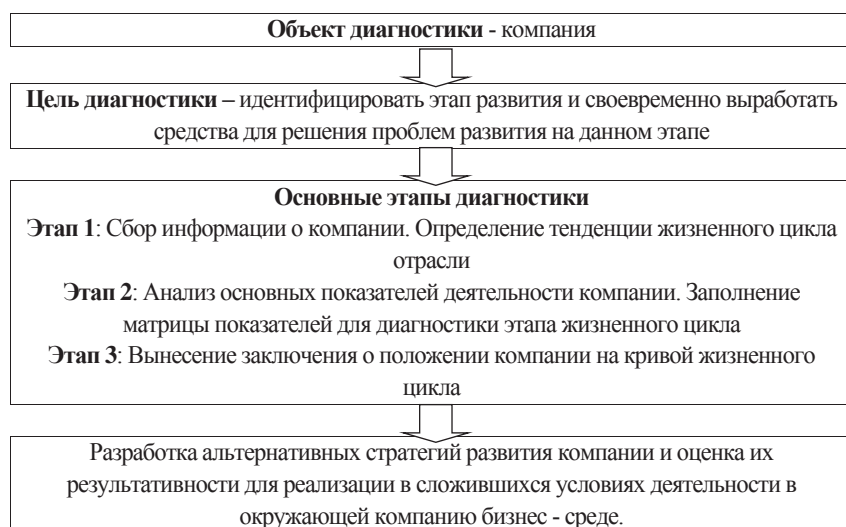 Объект диагностики - компания
Цель диагностики – идентифицировать этап развития и своевременно выработать
средства для решения проблем развития на данном этапе
Основные этапы диагностики
Этап 1: Сбор информации о компании. Определение тенденции жизненного цикла
отрасли
Этап 2: Анализ основных показателей деятельности компании. Заполнение
матрицы показателей для диагностики этапа жизненного цикла
Этап 3: Вынесение заключения о положении компании на кривой жизненного
цикла
Разработка альтернативных стратегий развития компании и оценка их
результативности для реализации в сложившихся условиях деятельности в
окружающей компанию бизнес - среде.